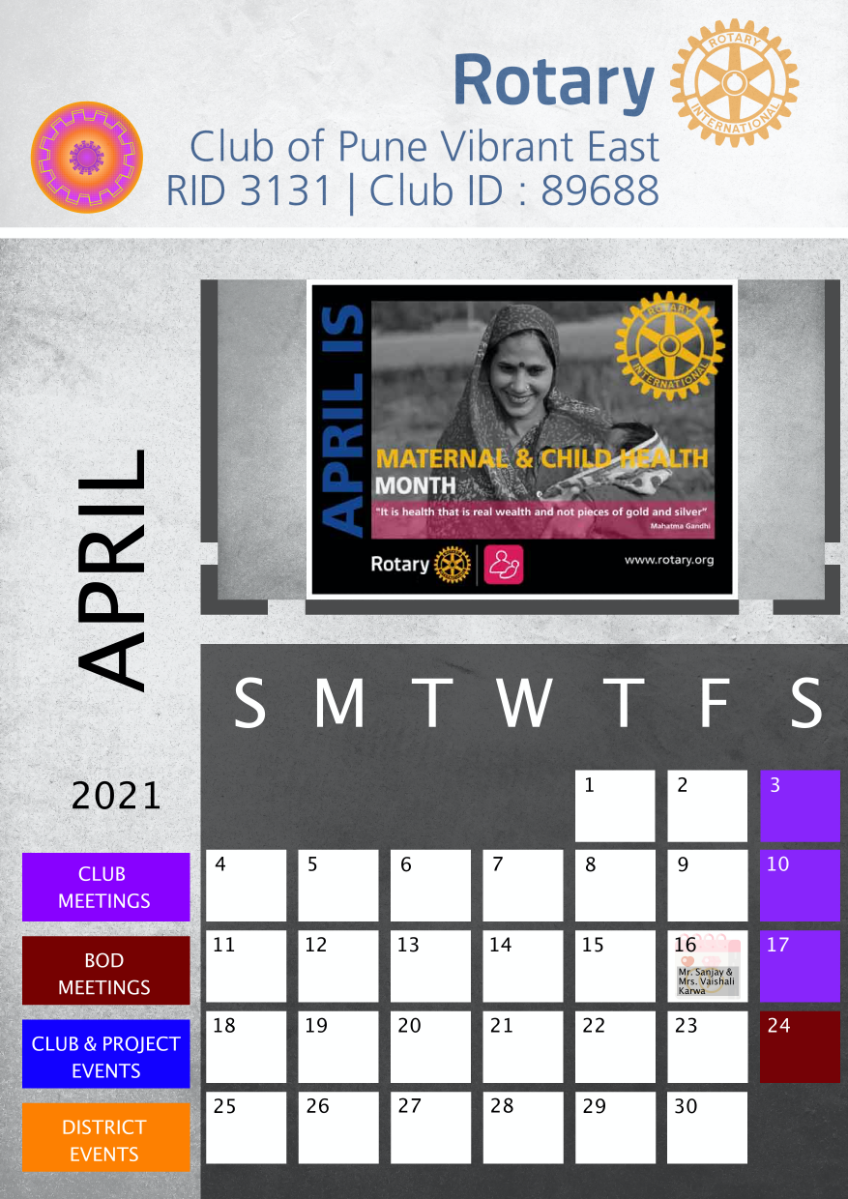 Rotary
ROTARY
INTERNATIONAL
Club of Pune Vibrant East
RID 3131 | Club ID : 89688
APRIL IS
ROTARY
INTERNATIONAL
MATERNAL & CHILD HEALTH
MONTH
"It is health that is real wealth and not pieces of gold and silver"
Mahatma Gandhi
Rotary
www.rotary.org
APRIL
2021
S M T W T F S
1 2 3
4 5 6 7 8 9 10
11 12 13 14 15 16 17
Mr. Sanjay &
Mrs. Vaishali
Karwa
18 19 20 21 22 23 24
25 26 27 28 29 30
CLUB
MEETINGS
BOD
MEETINGS
CLUB & PROJECT
EVENTS
DISTRICT
EVENTS